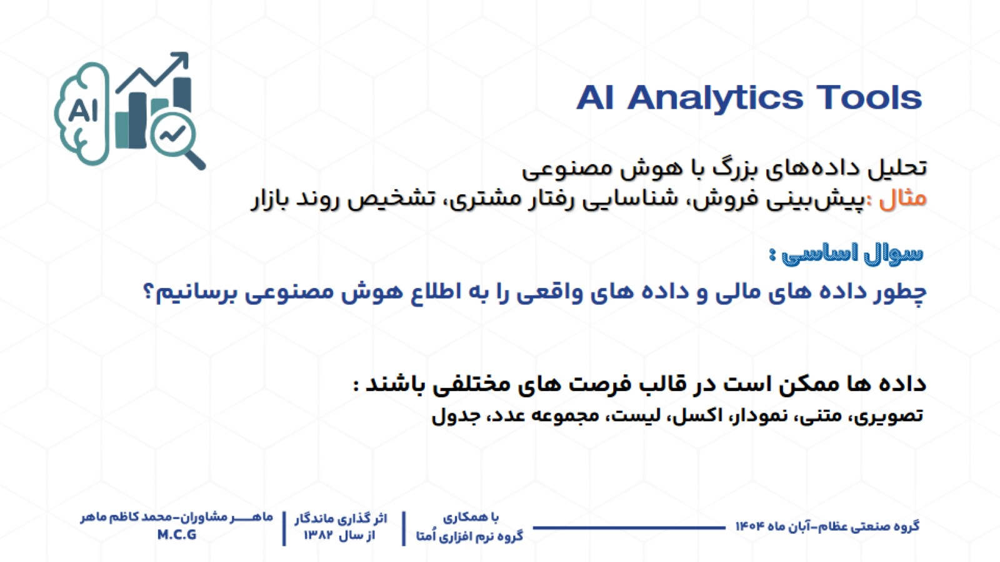 AI
AI Analytics Tools
تحلیل داده‌های بزرگ با هوش مصنوعی
مثال :پیش‌بینی فروش، شناسایی رفتار مشتری، تشخیص روند بازار
سوال اساسی :
چطور داده های مالی و داده های واقعی را به اطلاع هوش مصنوعی برسانیم؟
داده ها ممکن است در قالب فرصت های مختلفی باشند :
تصویری، متنی، نمودار، اکسل، لیست، مجموعه عدد، جدول
گروه صنعتی عظام-آبان ماه ۱۴۰۴
با همکاری
گروه نرم افزاری اُمتا
اثر گذاری ماندگار
از سال ۱۳۸۲
ماهـــر مشاوران-محمد کاظم ماهر
M.C.G